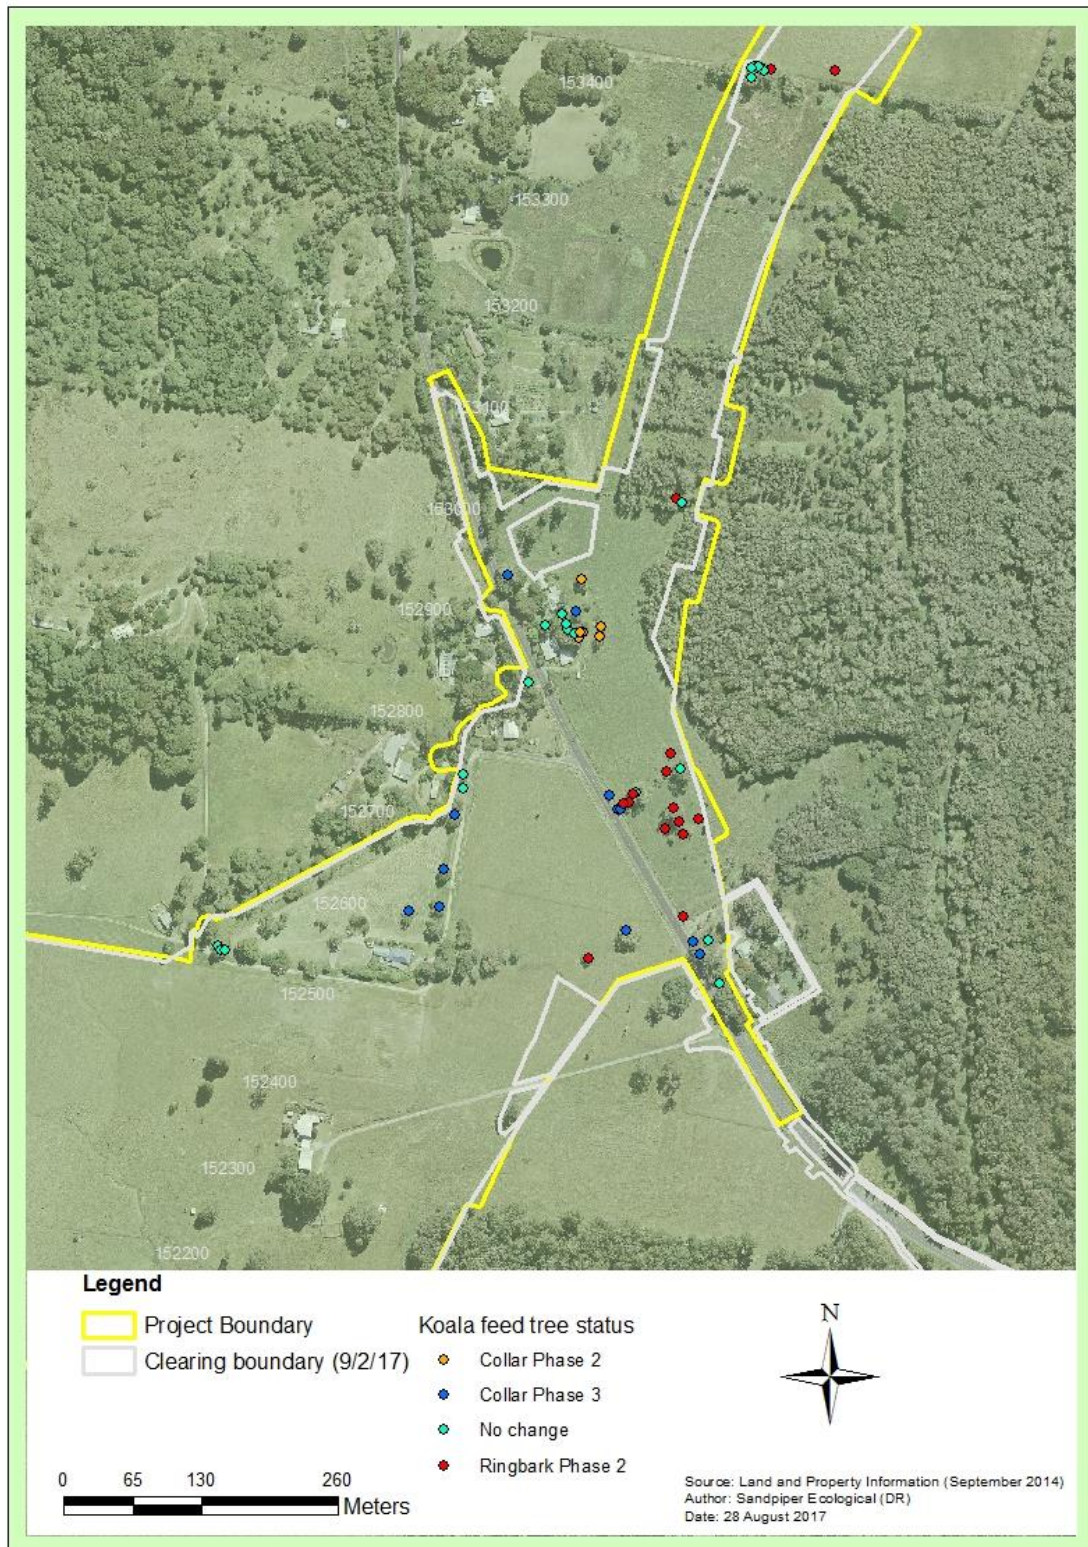 153400
153300
153200
153000
152900
152800
152700
152600
152500
152400
152300
152200
Legend
Project Boundary
Clearing boundary (9/2/17)
Koala feed tree status
Collar Phase 2
Collar Phase 3
No change
Ringbark Phase 2
N
0 65 130 260
Meters
Source: Land and Property Information (September 2014)
Author: Sandpiper Ecological (DR)
Date: 28 August 2017